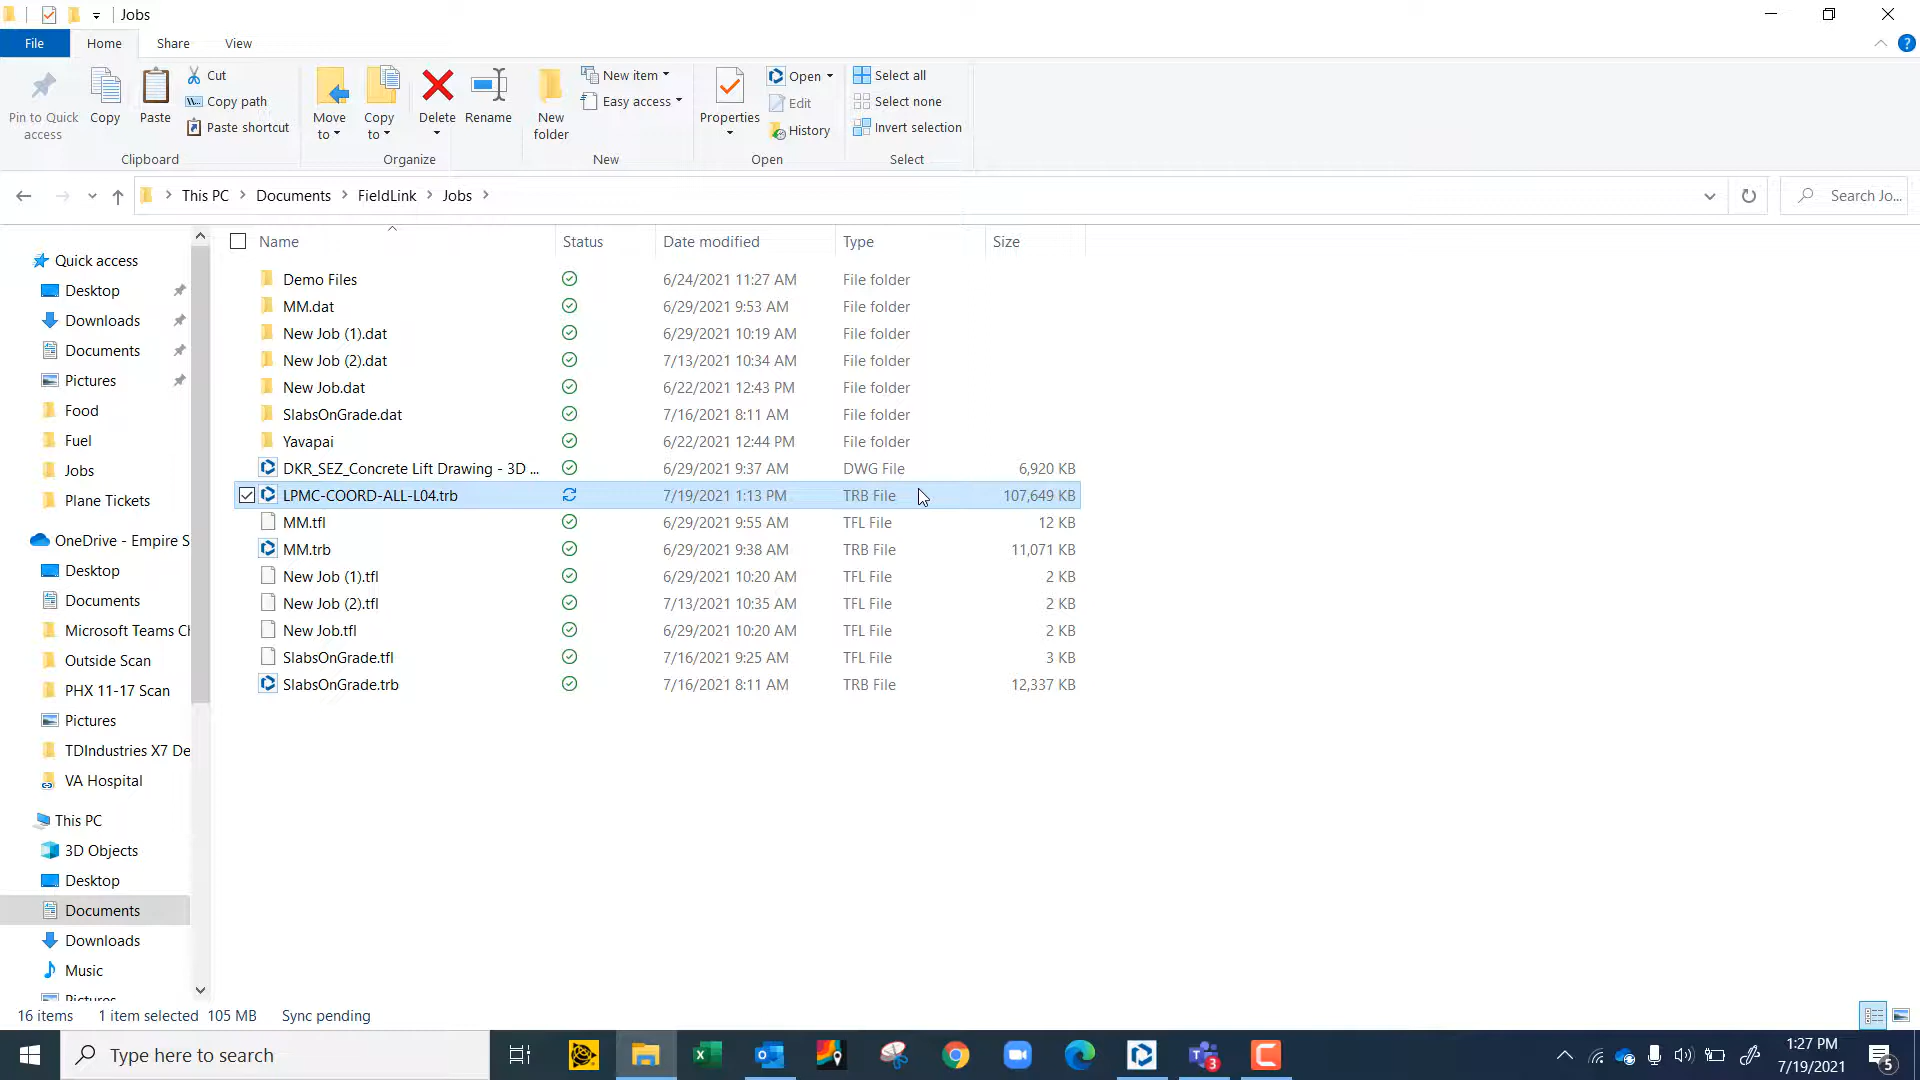 Jobs
File Home Share View
Pin to Quick access
Copy
Paste
Cut
Copy path
Paste shortcut
Clipboard
Move to
Copy to
Delete
Rename
Organize
New folder
New item
Easy access
New
Properties
Open
Edit
History
Open
Select all
Select none
Invert selection
Select
This PC > Documents > FieldLink > Jobs >
Search Jo...
Name Status Date modified Type Size
Demo Files 6/24/2021 11:27 AM File folder
MM.dat 6/29/2021 9:53 AM File folder
New Job (1).dat 6/29/2021 10:19 AM File folder
New Job (2).dat 7/13/2021 10:34 AM File folder
New Job.dat 6/22/2021 12:43 PM File folder
SlabsOnGrade.dat 7/16/2021 8:11 AM File folder
Yavapai 6/22/2021 12:44 PM File folder
DKR_SEZ_Concrete Lift Drawing - 3D ... 6/29/2021 9:37 AM DWG File 6,920 KB
LPMC-COORD-ALL-L04.trb 7/19/2021 1:13 PM TRB File 107,649 KB
MM.tfl 6/29/2021 9:55 AM TFL File 12 KB
MM.trb 6/29/2021 9:38 AM TRB File 11,071 KB
New Job (1).tfl 6/29/2021 10:20 AM TFL File 2 KB
New Job (2).tfl 7/13/2021 10:35 AM TFL File 2 KB
New Job.tfl 6/29/2021 10:20 AM TFL File 2 KB
SlabsOnGrade.tfl 7/16/2021 9:25 AM TFL File 3 KB
SlabsOnGrade.trb 7/16/2021 8:11 AM TRB File 12,337 KB
Quick access
Desktop
Downloads
Documents
Pictures
Food
Fuel
Jobs
Plane Tickets
OneDrive - Empire S
Desktop
Documents
Microsoft Teams Ch
Outside Scan
PHX 11-17 Scan
Pictures
TDIndustries X7 De
VA Hospital
This PC
3D Objects
Desktop
Documents
Downloads
Music
Pictures
16 items 1 item selected 105 MB Sync pending
Type here to search
3
1:27 PM
7/19/2021
5